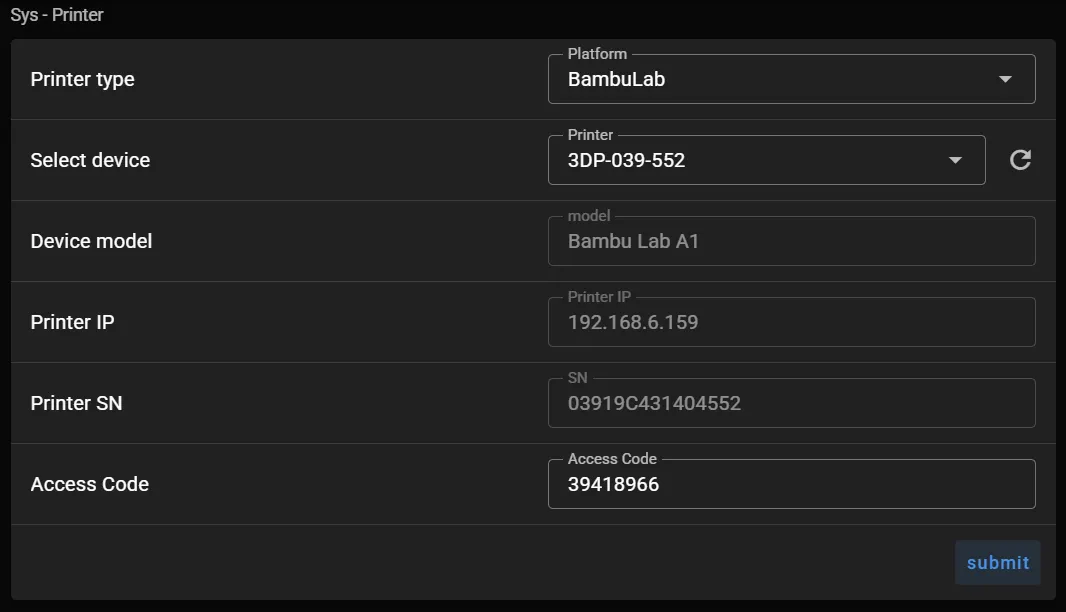 Sys - Printer
Printer type
Platform
BambuLab
Select device
Printer
3DP-039-552
Device model
model
Bambu Lab A1
Printer IP
Printer IP
192.168.6.159
Printer SN
SN
03919C431404552
Access Code
Access Code
39418966
submit